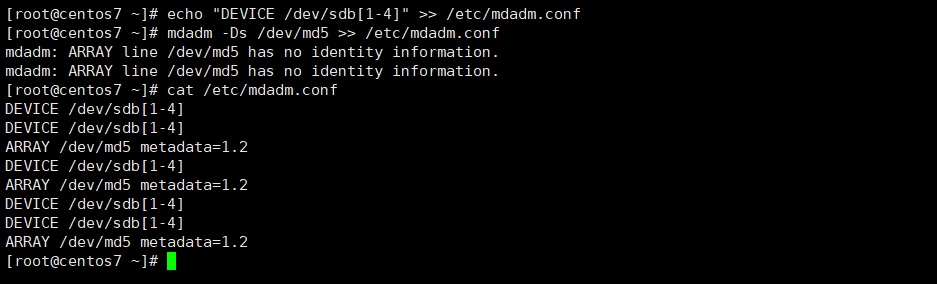 [root@centos7 ~]# echo "DEVICE /dev/sdb[1-4]" >> /etc/mdadm.conf
[root@centos7 ~]# mdadm -Ds /dev/md5 >> /etc/mdadm.conf
mdadm: ARRAY line /dev/md5 has no identity information.
mdadm: ARRAY line /dev/md5 has no identity information.
[root@centos7 ~]# cat /etc/mdadm.conf
DEVICE /dev/sdb[1-4]
DEVICE /dev/sdb[1-4]
ARRAY /dev/md5 metadata=1.2
DEVICE /dev/sdb[1-4]
ARRAY /dev/md5 metadata=1.2
DEVICE /dev/sdb[1-4]
DEVICE /dev/sdb[1-4]
ARRAY /dev/md5 metadata=1.2
[root@centos7 ~]#